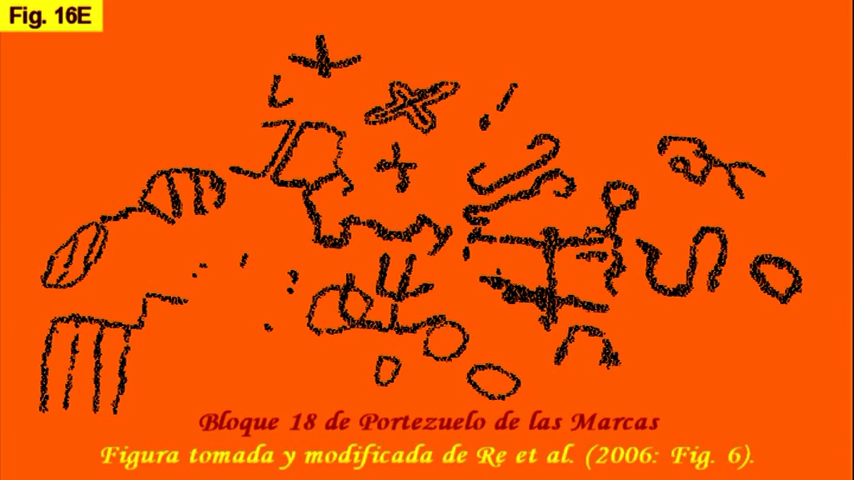 Fig. 16E
Bloque 18 de Portezuelo de las Marcas
Figura tomada y modificada de Re et al. (2006: Fig. 6).